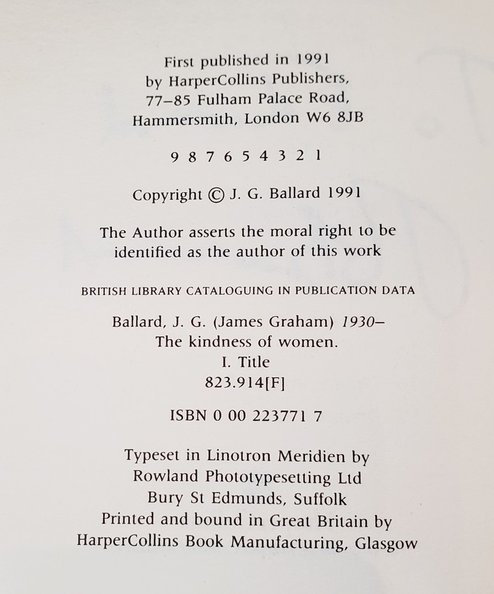 First published in 1991
by HarperCollins Publishers,
77–85 Fulham Palace Road,
Hammersmith, London W6 8JB
9 8 7 6 5 4 3 2 1
Copyright © J. G. Ballard 1991
The Author asserts the moral right to be
identified as the author of this work
BRITISH LIBRARY CATALOGUING IN PUBLICATION DATA
Ballard, J. G. (James Graham) 1930–
The kindness of women.
I. Title
823.914[F]
ISBN 0 00 223771 7
Typeset in Linotron Meridien by
Rowland Phototypesetting Ltd
Bury St Edmunds, Suffolk
Printed and bound in Great Britain by
HarperCollins Book Manufacturing, Glasgow